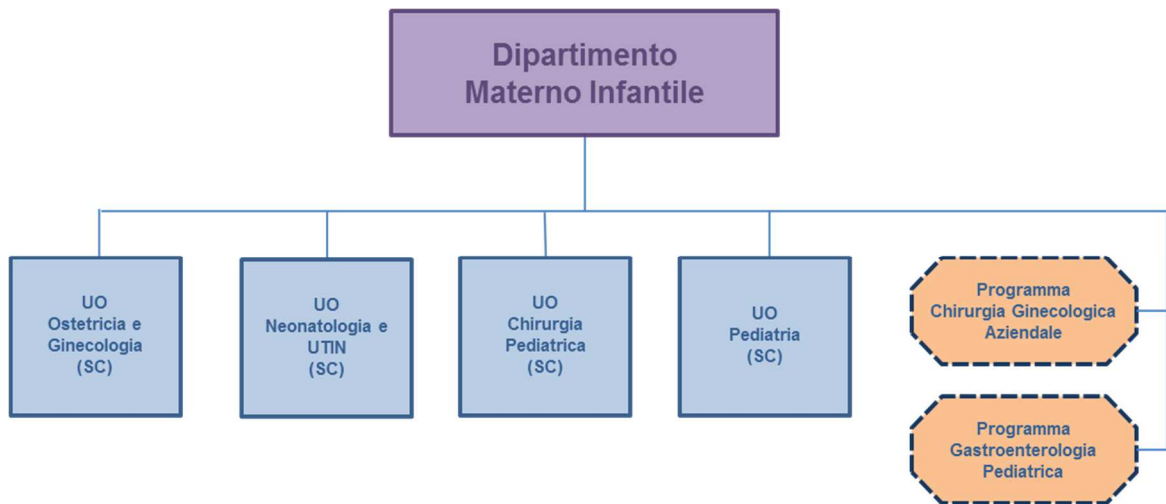 Dipartimento
Materno Infantile
UO
Ostetricia e
Ginecologia
(SC)
UO
Neonatologia e
UTIN
(SC)
UO
Chirurgia
Pediatrica
(SC)
UO
Pediatria
(SC)
Programma
Chirurgia Ginecologica
Aziendale
Programma
Gastroenterologia
Pediatrica